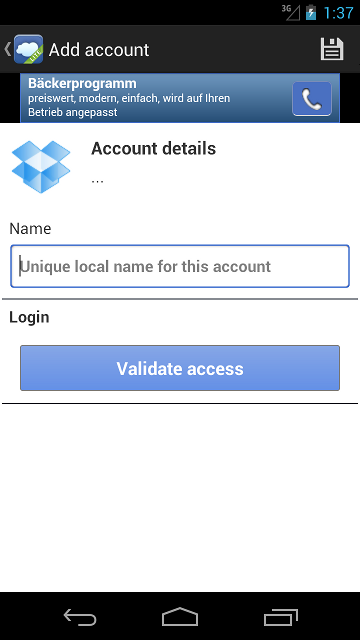 3G
1:37
Add account
LITE
Bäckerprogramm
preiswert, modern, einfach, wird auf Ihren
Betrieb angepasst
Account details
...
Name
Unique local name for this account
Login
Validate access